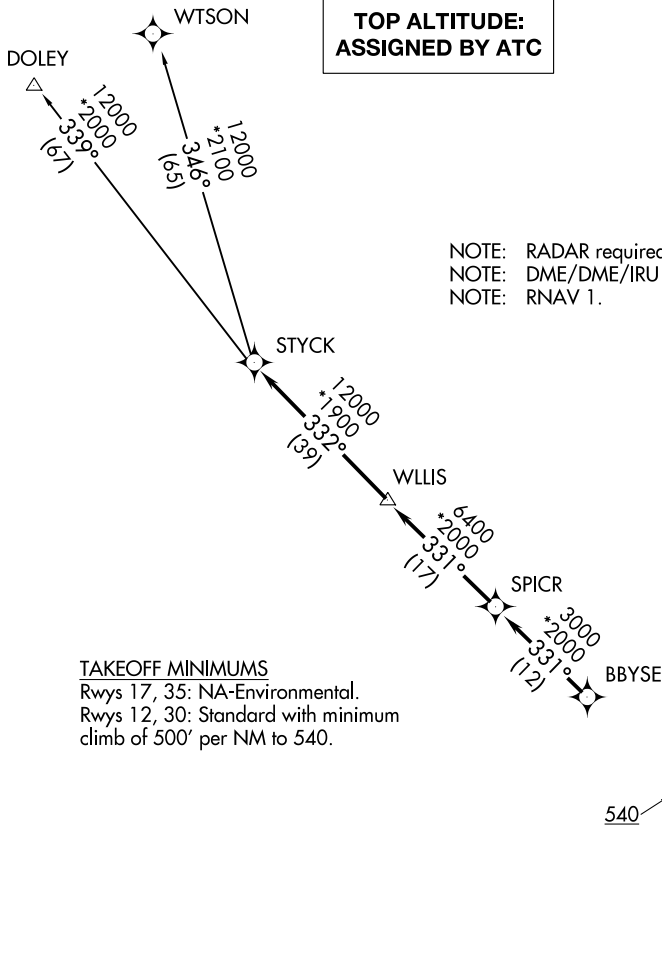 TOP ALTITUDE:
ASSIGNED BY ATC
WTSON
DOLEY
12000
*2000
339°
(67)
12000
*2100
346°
(65)
NOTE: RADAR required
NOTE: DME/DME/IRU
NOTE: RNAV 1.
STYCK
12000
*1900
332°
(39)
WLLIS
6400
*2000
331°
(17)
SPICR
3000
*2000
331°
(12)
BBYSE
TAKEOFF MINIMUMS
Rwys 17, 35: NA-Environmental.
Rwys 12, 30: Standard with minimum
climb of 500' per NM to 540.
540